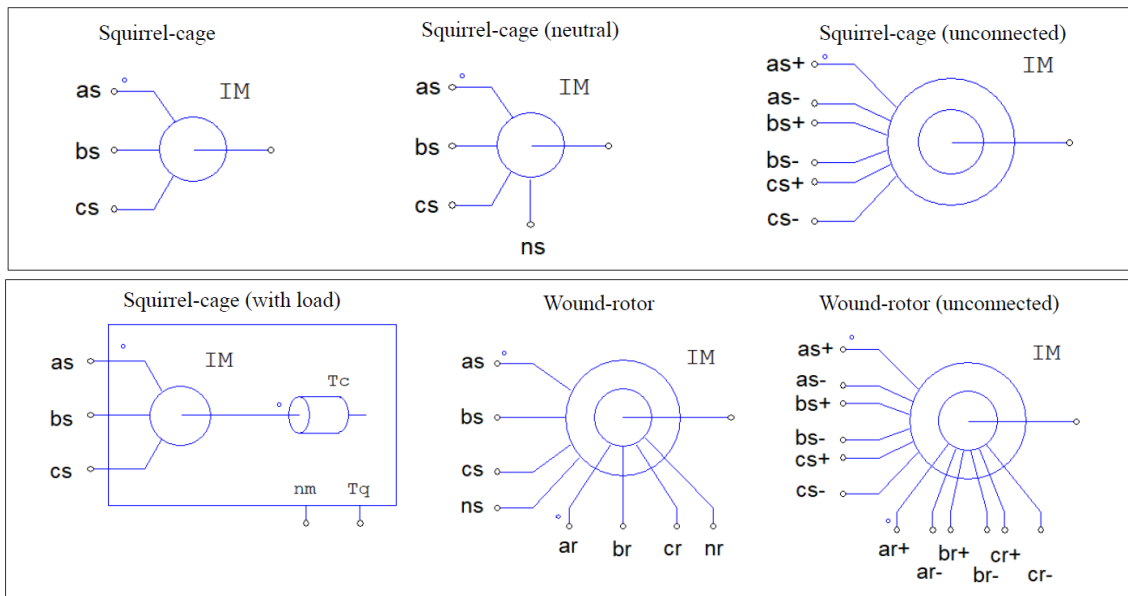 Squirrel-cage
as
IM
bs
cs
Squirrel-cage (neutral)
as
IM
bs
cs
ns
Squirrel-cage (unconnected)
as+
IM
as-
bs+
bs-
cs+
cs-
Squirrel-cage (with load)
as
IM
Tc
bs
cs
nm Tq
Wound-rotor
as
IM
bs
cs
ns
ar br cr nr
Wound-rotor (unconnected)
as+
IM
as-
bs+
bs-
cs+
cs-
ar+ br+ cr+
ar- br- cr-